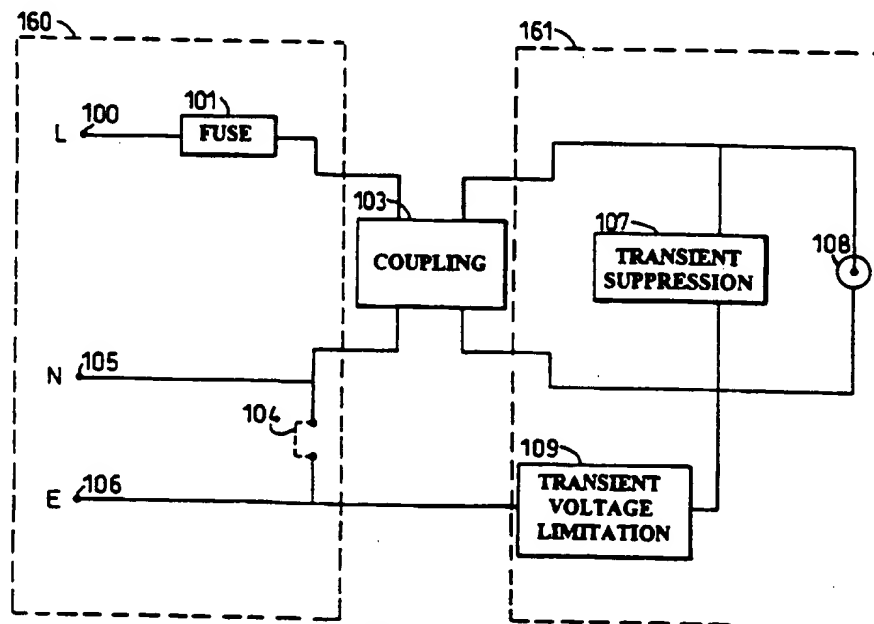 160
161
101
100
L
FUSE
103
COUPLING
107
TRANSIENT
SUPPRESSION
108
N
105
104
109
E
106
TRANSIENT
VOLTAGE
LIMITATION